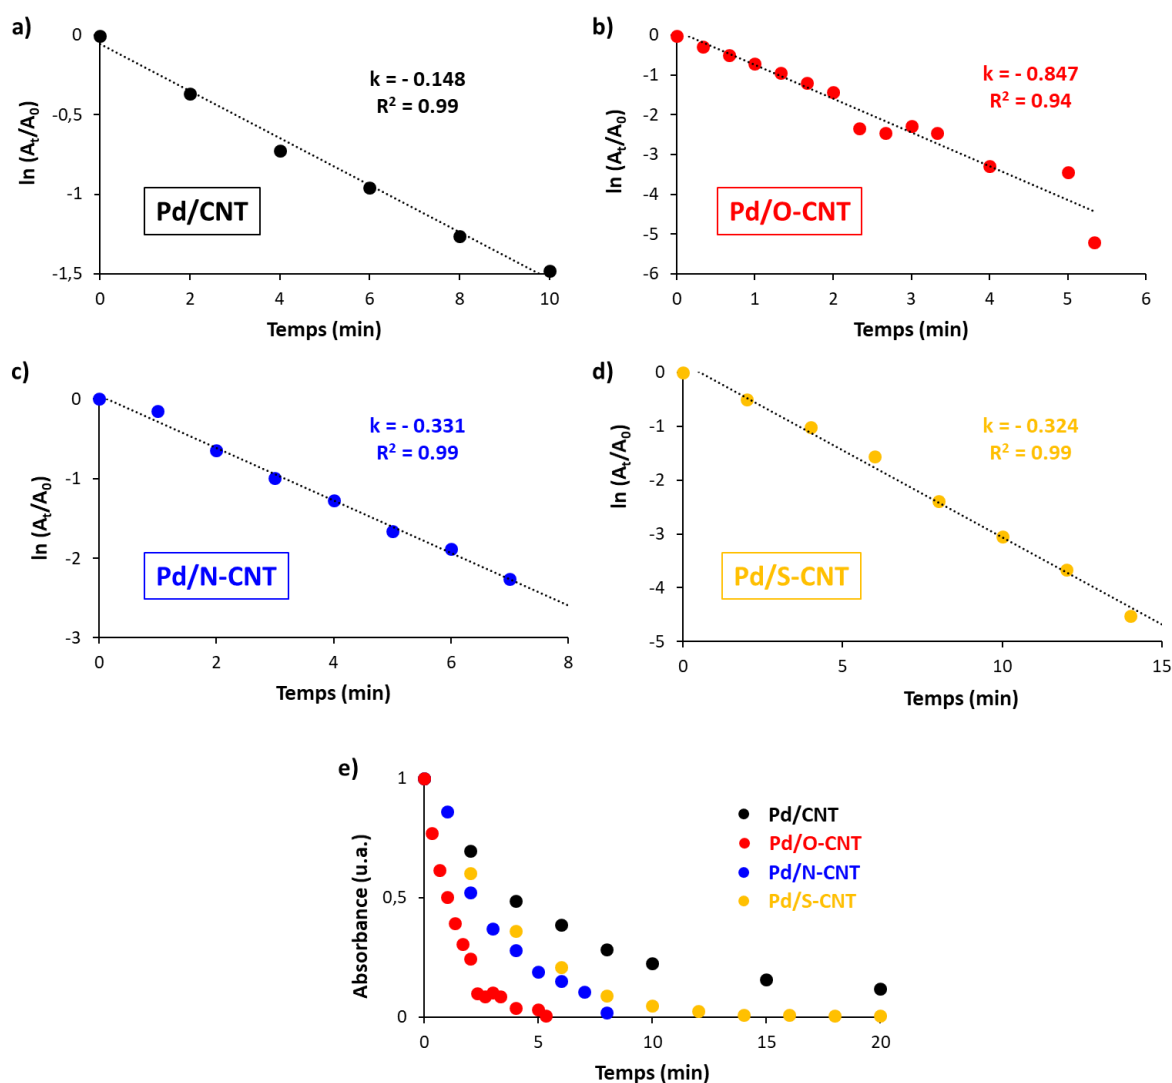 a)
0
-0,5
-1
-1,5
ln (Aₜ/A₀)
k = - 0.148
R² = 0.99
Pd/CNT
0 2 4 6 8 10
Temps (min)
b)
0
-1
-2
-3
-4
-5
-6
ln (Aₜ/A₀)
k = - 0.847
R² = 0.94
Pd/O-CNT
0 1 2 3 4 5 6
Temps (min)
c)
0
-1
-2
-3
ln (Aₜ/A₀)
k = - 0.331
R² = 0.99
Pd/N-CNT
0 2 4 6 8
Temps (min)
d)
0
-1
-2
-3
-4
-5
ln (Aₜ/A₀)
k = - 0.324
R² = 0.99
Pd/S-CNT
0 5 10 15
Temps (min)
e)
1
0,5
0
Absorbance (u.a.)
Pd/CNT
Pd/O-CNT
Pd/N-CNT
Pd/S-CNT
0 5 10 15 20
Temps (min)